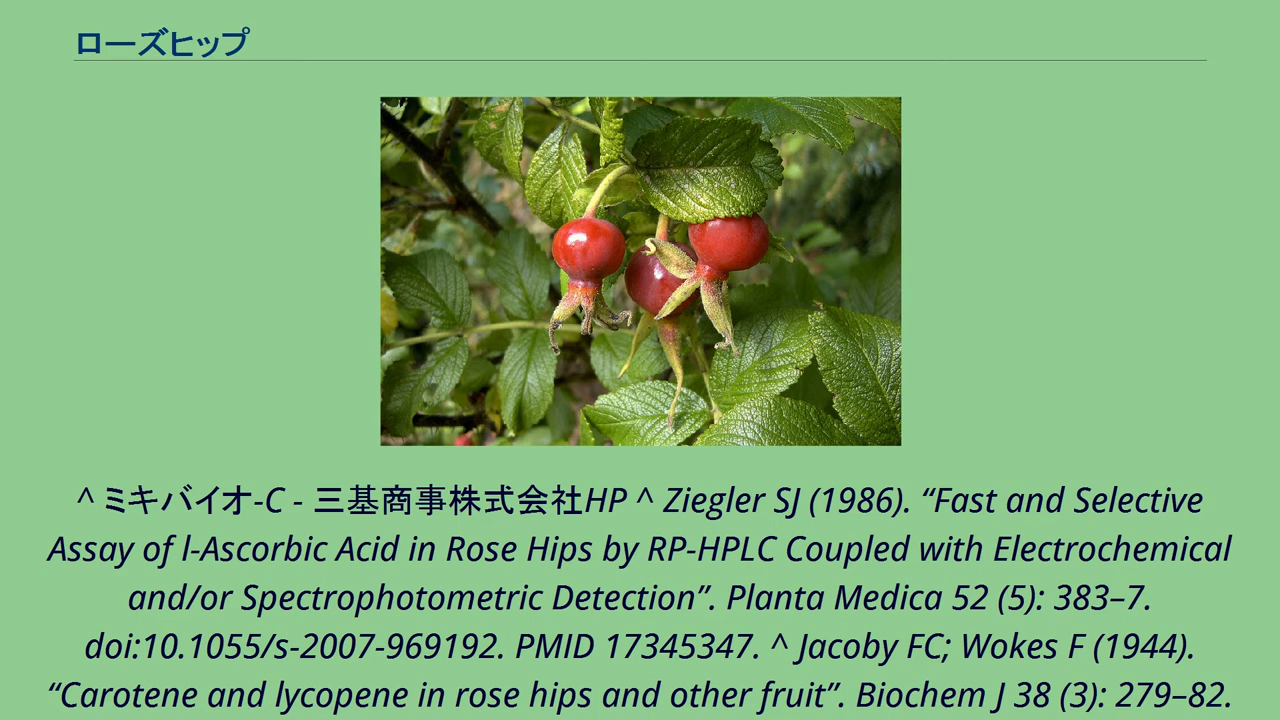 ローズヒップ
^ ミキバイオ-C - 三基商事株式会社HP ^ Ziegler SJ (1986). “Fast and Selective
Assay of l-Ascorbic Acid in Rose Hips by RP-HPLC Coupled with Electrochemical
and/or Spectrophotometric Detection”. Planta Medica 52 (5): 383–7.
doi:10.1055/s-2007-969192. PMID 17345347. ^ Jacoby FC; Wokes F (1944).
“Carotene and lycopene in rose hips and other fruit”. Biochem J 38 (3): 279–82.